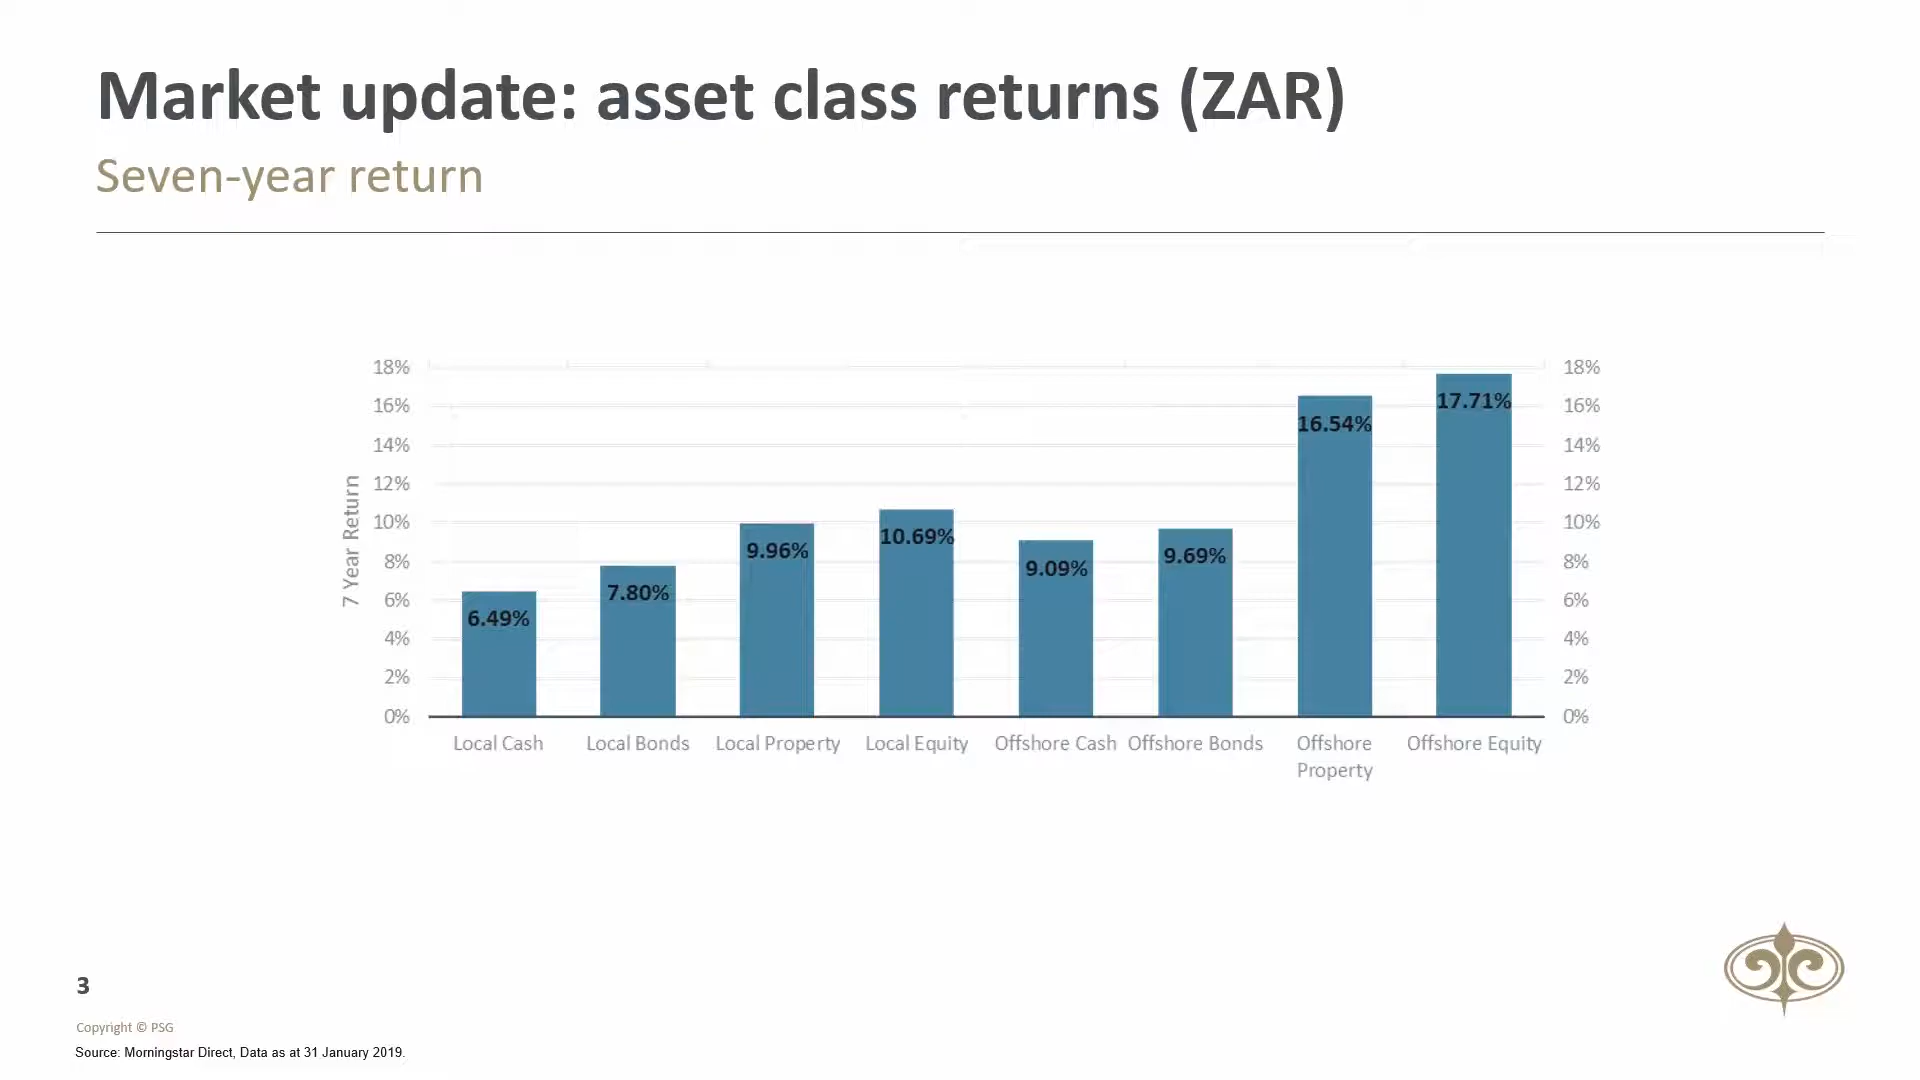 Market update: asset class returns (ZAR)
Seven-year return
7 Year Return
18%
16%
14%
12%
10%
8%
6%
4%
2%
0%
6.49%
7.80%
9.96%
10.69%
9.09%
9.69%
16.54%
17.71%
18%
16%
14%
12%
10%
8%
6%
4%
2%
0%
Local Cash
Local Bonds
Local Property
Local Equity
Offshore Cash
Offshore Bonds
Offshore
Property
Offshore Equity
3
Copyright © PSG
Source: Morningstar Direct, Data as at 31 January 2019.